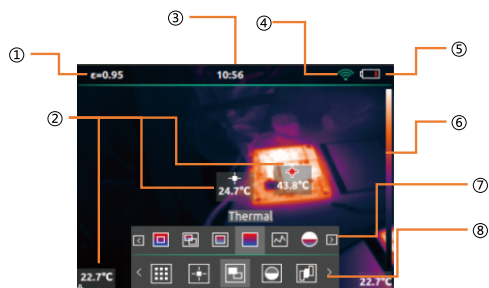 ①
②
③
④
⑤
⑥
⑦
⑧
ε=0.95
10:56
24.7°C
43.8°C
Thermal
22.7°C
22.7°C